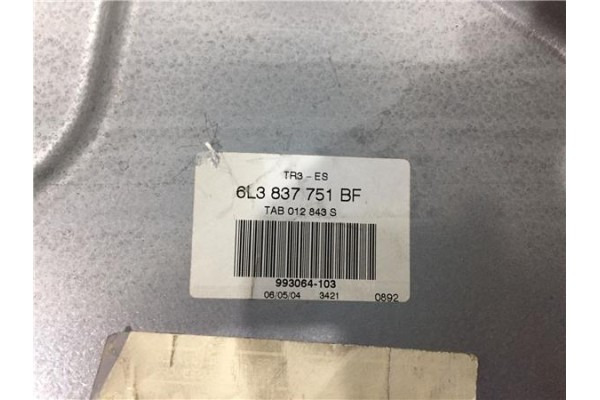 TR3 - ES
6L3 837 751 BF
TAB 012 843 S
993064-103
06/05/04 3421 0892